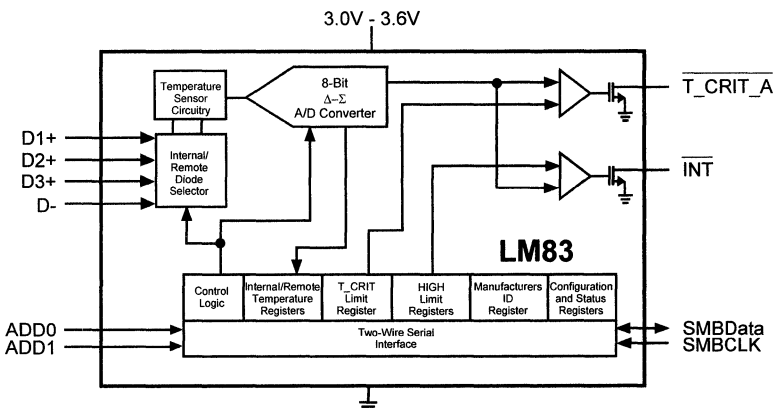 3.0V - 3.6V
Temperature
Sensor
Circuitry
8-Bit
Δ–Σ
A/D Converter
T_CRIT_A
D1+
D2+
D3+
D-
Internal/
Remote
Diode
Selector
INT
LM83
Control
Logic
Internal/Remote
Temperature
Registers
T_CRIT
Limit
Register
HIGH
Limit
Registers
Manufacturers
ID
Register
Configuration
and Status
Registers
ADD0
ADD1
Two-Wire Serial
Interface
SMBData
SMBCLK